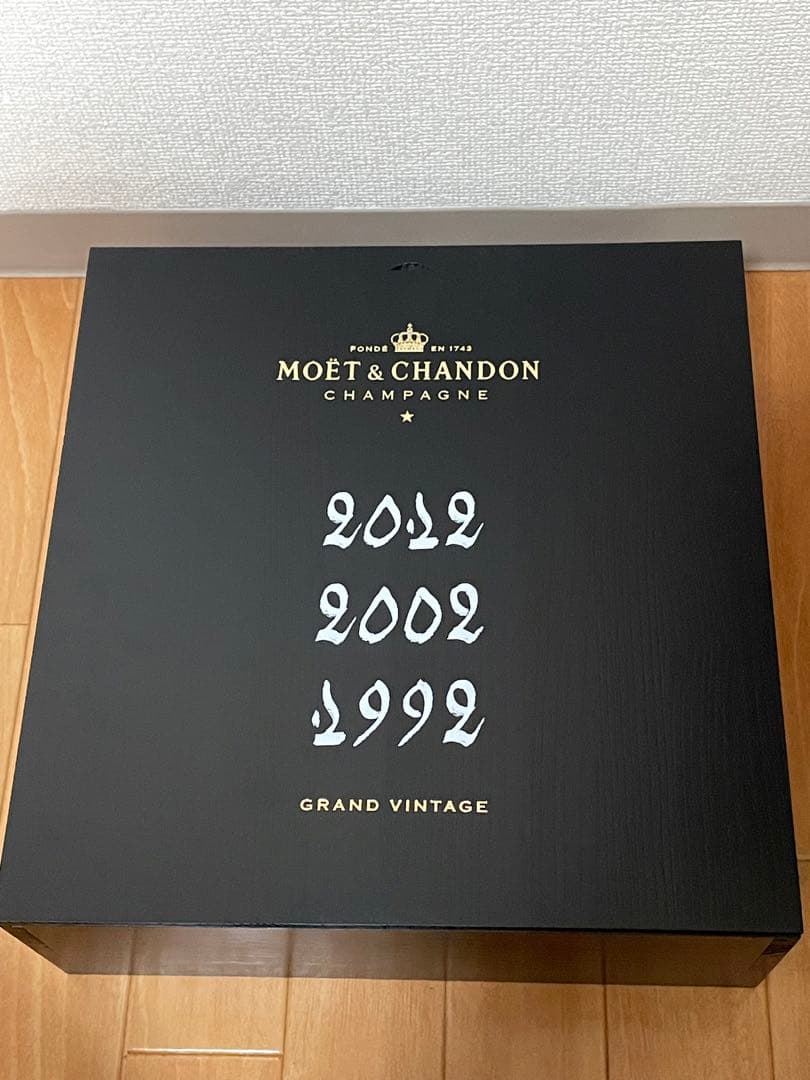 FONDÉ EN 1743
MOËT & CHANDON
CHAMPAGNE
2012
2002
1992
GRAND VINTAGE